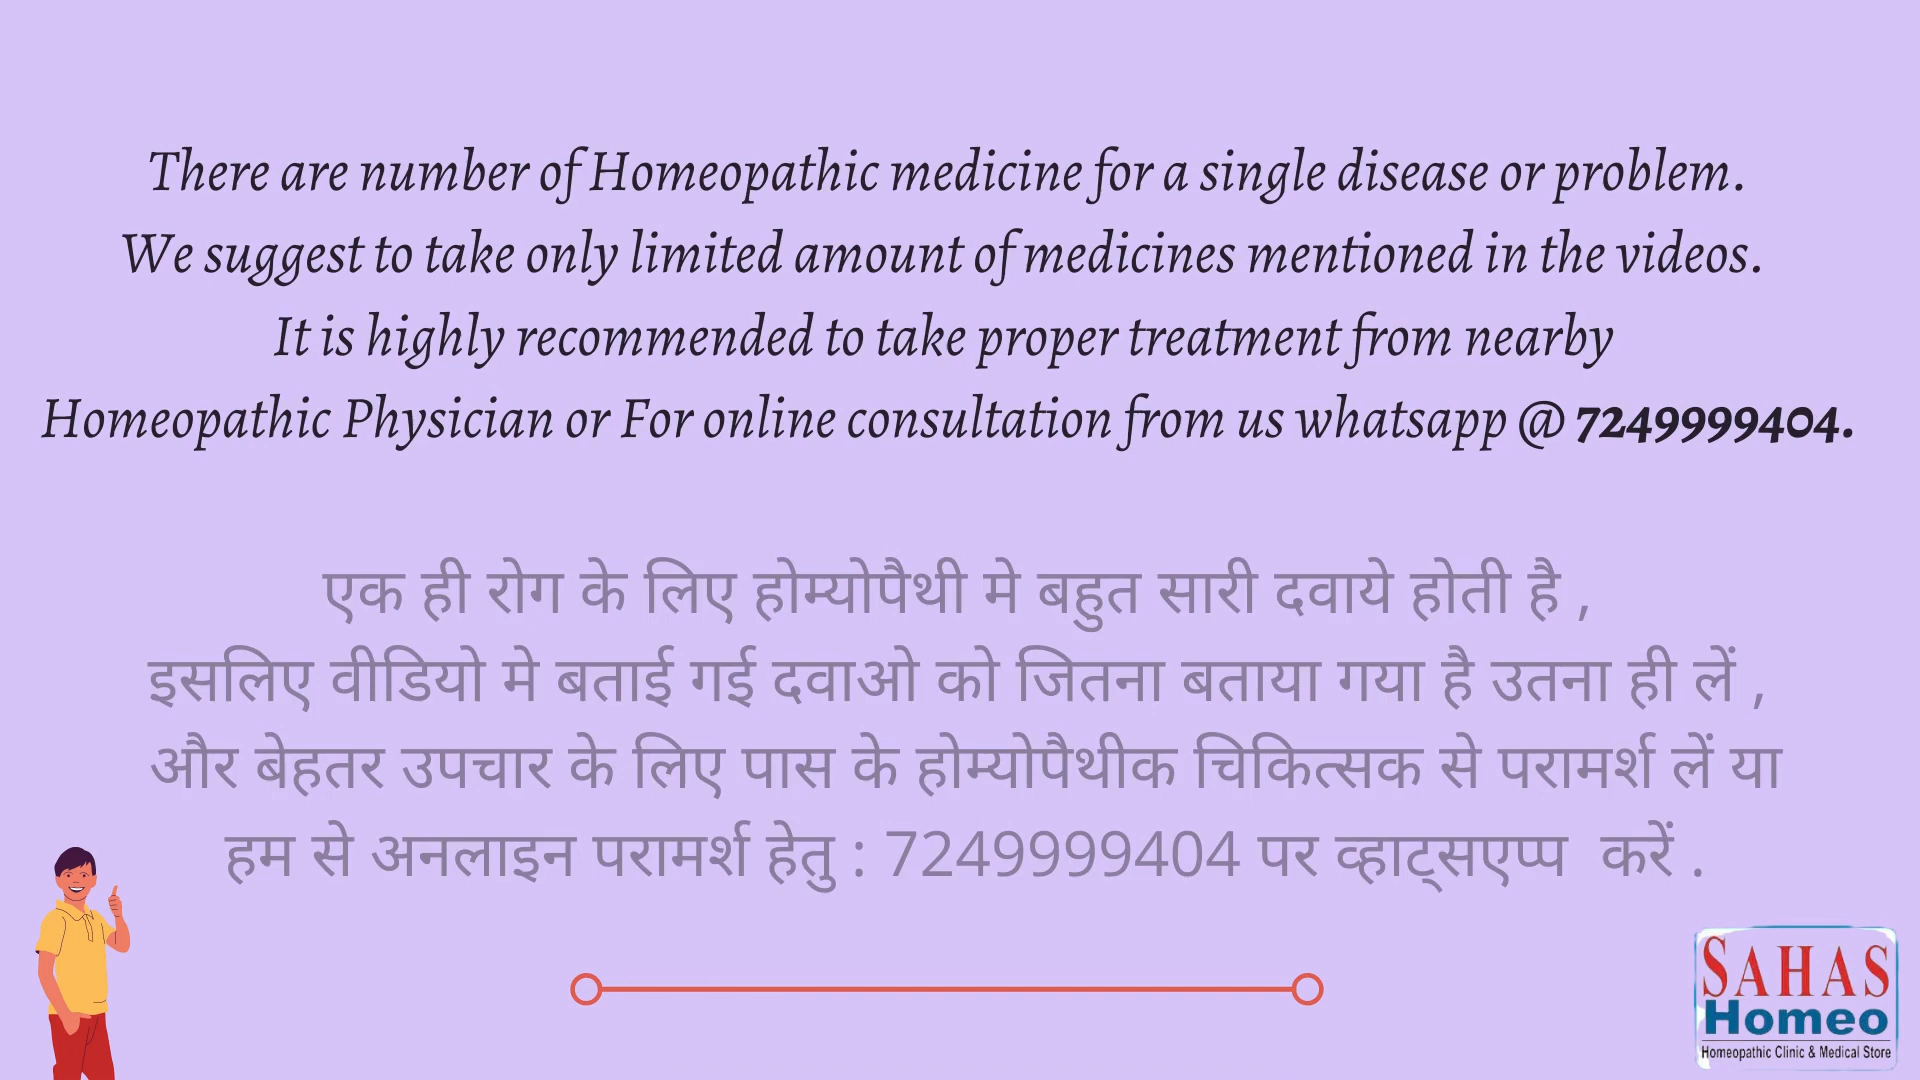 There are number of Homeopathic medicine for a single disease or problem.
We suggest to take only limited amount of medicines mentioned in the videos.
It is highly recommended to take proper treatment from nearby
Homeopathic Physician or For online consultation from us whatsapp @ 7249999404.
एक ही रोग के लिए होम्योपैथी मे बहुत सारी दवाये होती है ,
इसलिए वीडियो मे बताई गई दवाओ को जितना बताया गया है उतना ही लें ,
और बेहतर उपचार के लिए पास के होम्योपैथीक चिकित्सक से परामर्श लें या
हम से अनलाइन परामर्श हेतु : 7249999404 पर व्हाट्सएप्प करें .
SAHAS
Homeo
Homeopathic Clinic & Medical Store